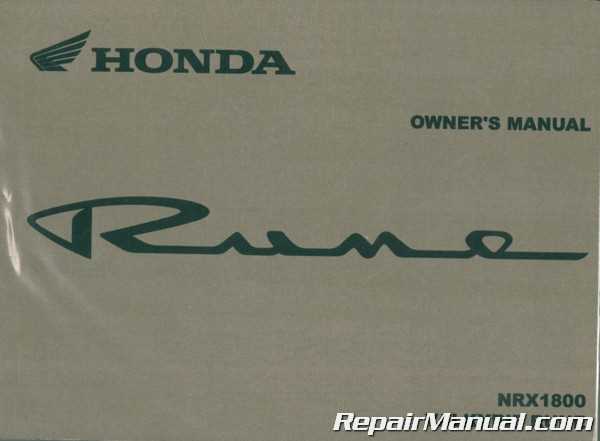 HONDA
OWNER'S MANUAL
Rune
NRX1800
RepairManual.com